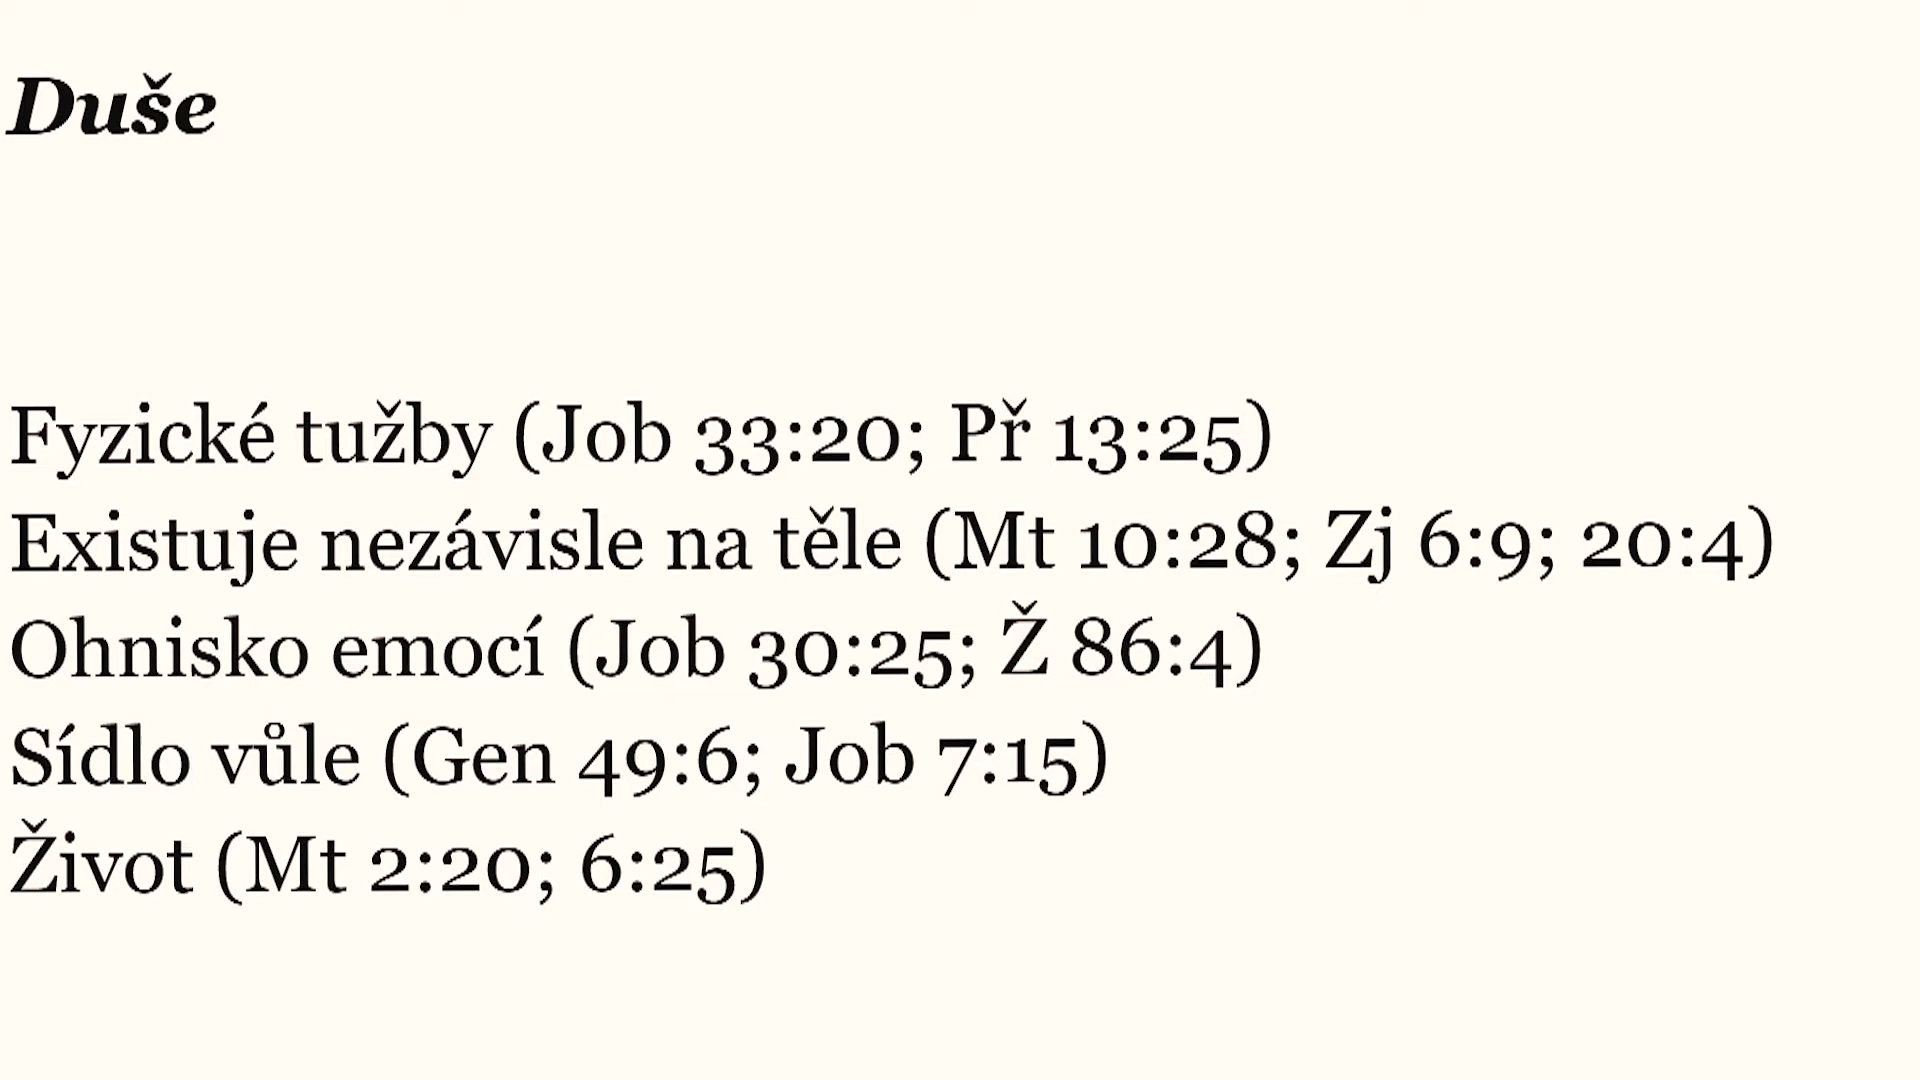 Duše
Fyzické tužby (Job 33:20; Př 13:25)
Existuje nezávisle na těle (Mt 10:28; Zj 6:9; 20:4)
Ohnisko emocí (Job 30:25; Ž 86:4)
Sídlo vůle (Gen 49:6; Job 7:15)
Život (Mt 2:20; 6:25)